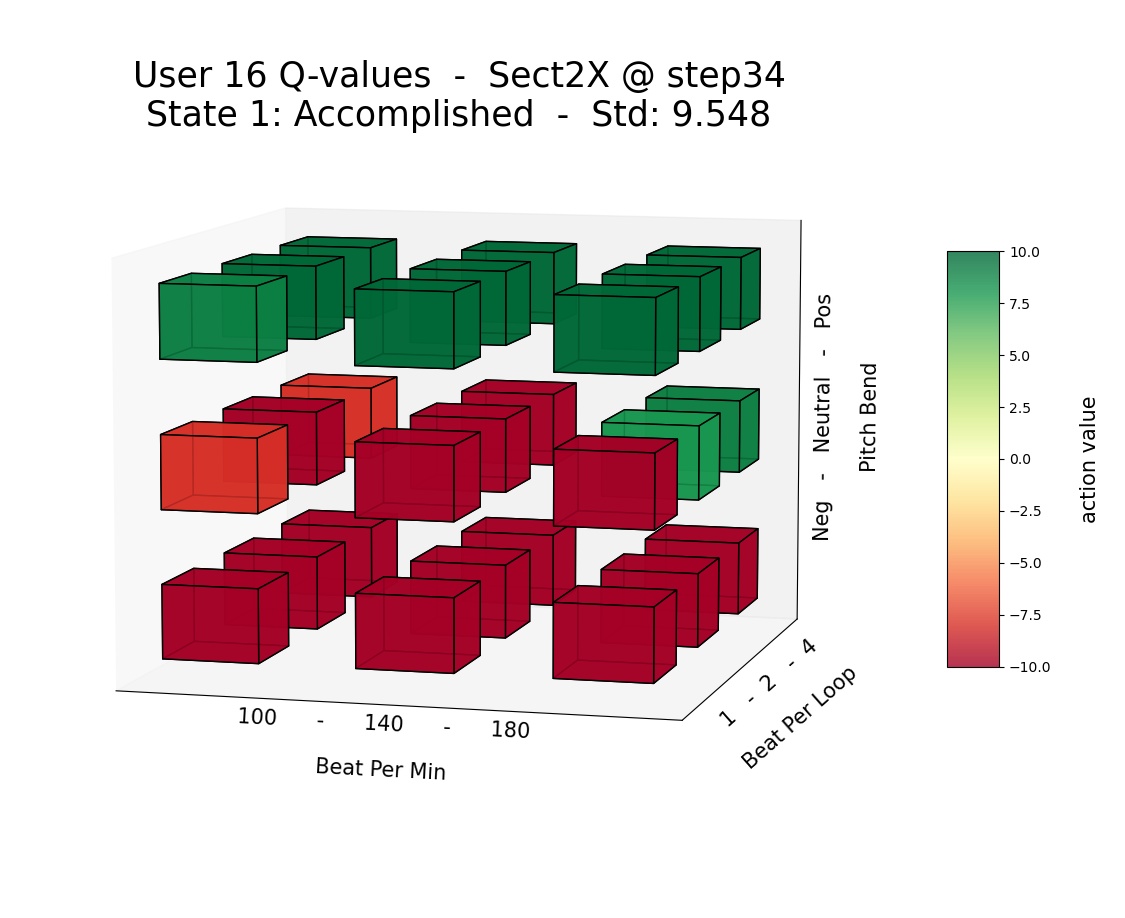 User 16 Q-values  -  Sect2X @ step34
State 1: Accomplished  -  Std: 9.548
Neg  -  Neutral  -  Pos
Pitch Bend
100  -  140  -  180
Beat Per Min
1  -  2  -  4
Beat Per Loop
10.0
7.5
5.0
2.5
0.0
−2.5
−5.0
−7.5
−10.0
action value